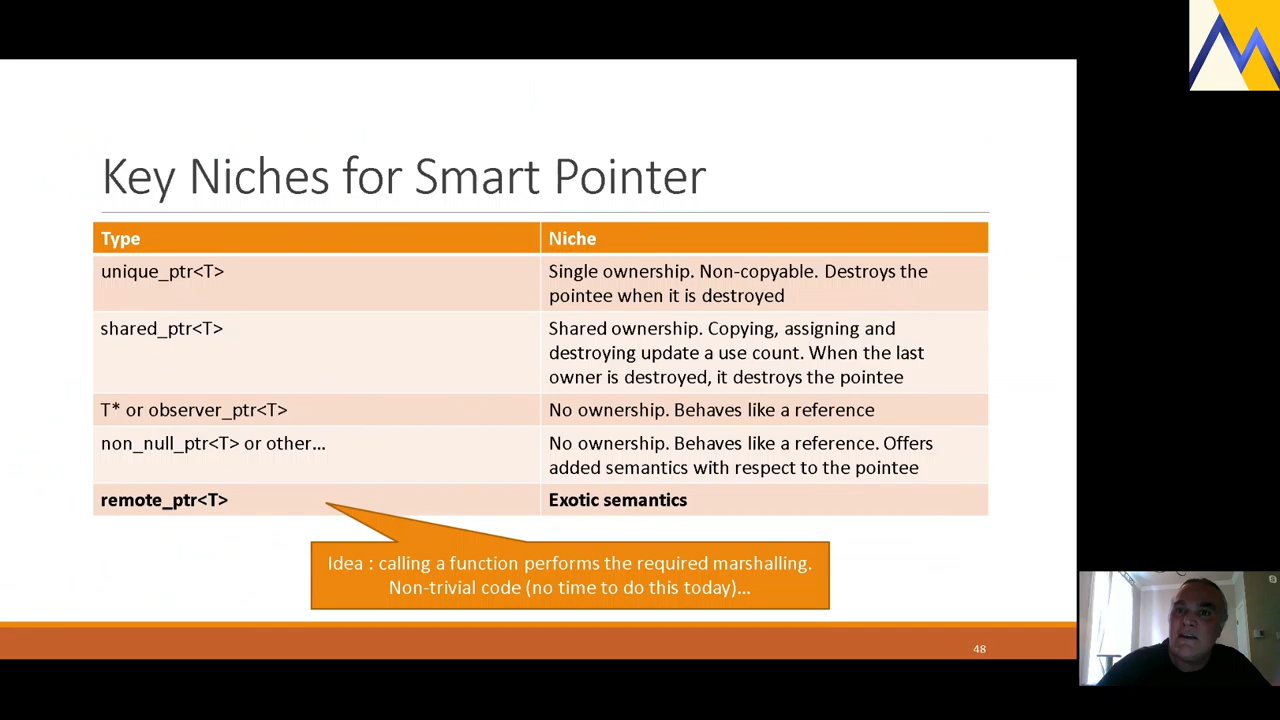 Key Niches for Smart Pointer
Type
Niche
unique_ptr<T>
Single ownership. Non-copyable. Destroys the
pointee when it is destroyed
shared_ptr<T>
Shared ownership. Copying, assigning and
destroying update a use count. When the last
owner is destroyed, it destroys the pointee
T* or observer_ptr<T>
No ownership. Behaves like a reference
non_null_ptr<T> or other…
No ownership. Behaves like a reference. Offers
added semantics with respect to the pointee
remote_ptr<T>
Exotic semantics
Idea : calling a function performs the required marshalling.
Non-trivial code (no time to do this today)…
48